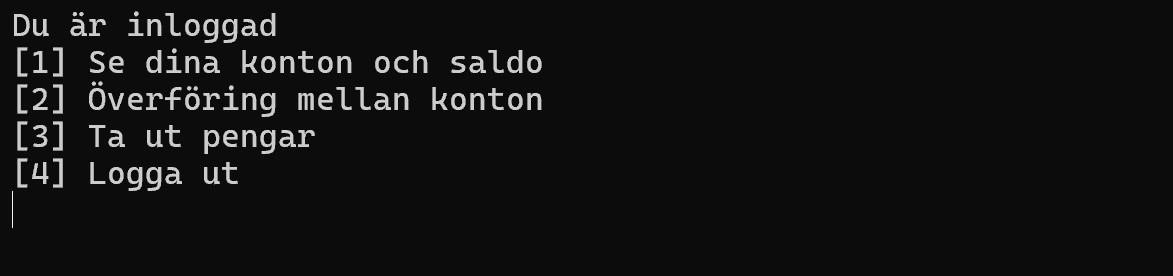 Du är inloggad
[1] Se dina konton och saldo
[2] Överföring mellan konton
[3] Ta ut pengar
[4] Logga ut